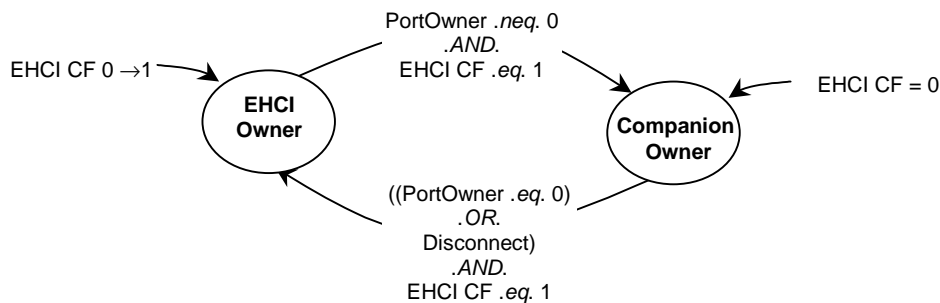 PortOwner .neq. 0
.AND.
EHCI CF .eq. 1
EHCI CF 0 →1
EHCI CF = 0
EHCI
Owner
Companion
Owner
((PortOwner .eq. 0)
.OR.
Disconnect)
.AND.
EHCI CF .eq. 1